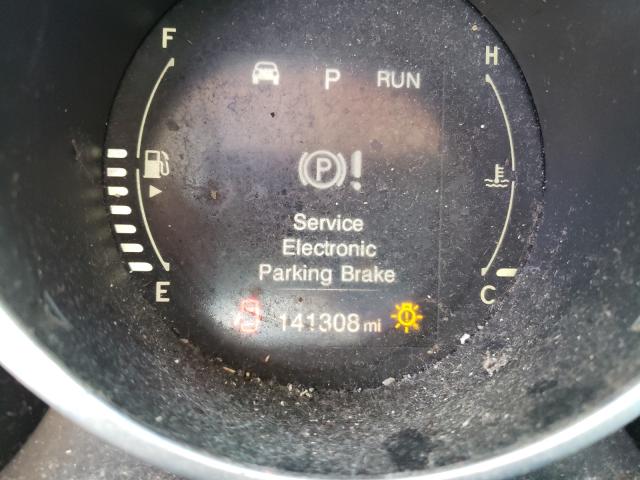 F H
P RUN
P !
Service
Electronic
Parking Brake
E C
141308 mi